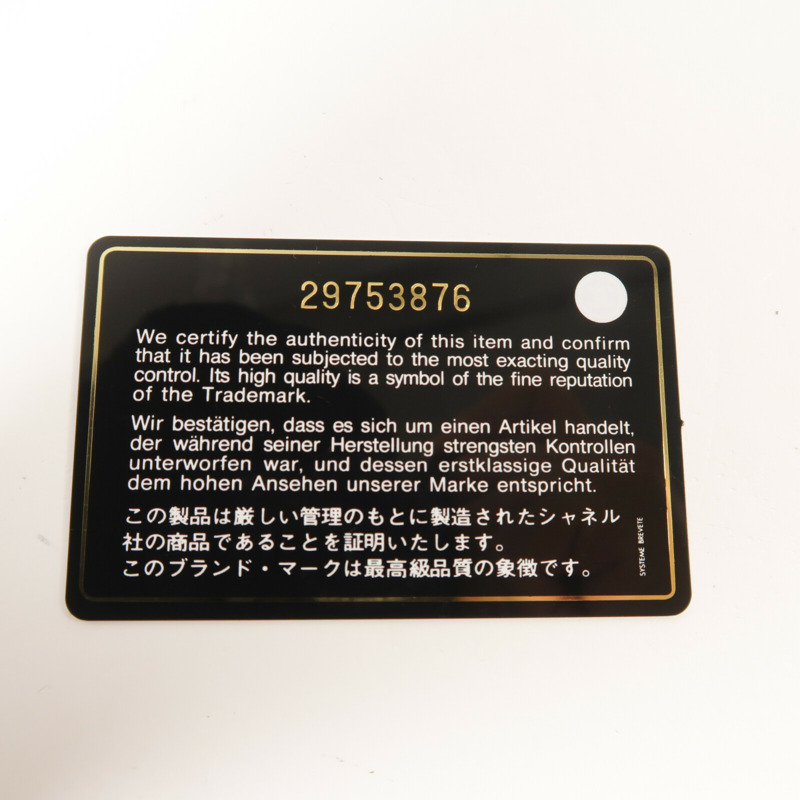 29753876
We certify the authenticity of this item and confirm
that it has been subjected to the most exacting quality
control. Its high quality is a symbol of the fine reputation
of the Trademark.
Wir bestätigen, dass es sich um einen Artikel handelt,
der während seiner Herstellung strengsten Kontrollen
unterworfen war, und dessen erstklassige Qualität
dem hohen Ansehen unserer Marke entspricht.
この製品は厳しい管理のもとに製造されたシャネル
社の商品であることを証明いたします。
このブランド・マークは最高級品質の象徴です。
SYSTEME BREVETE